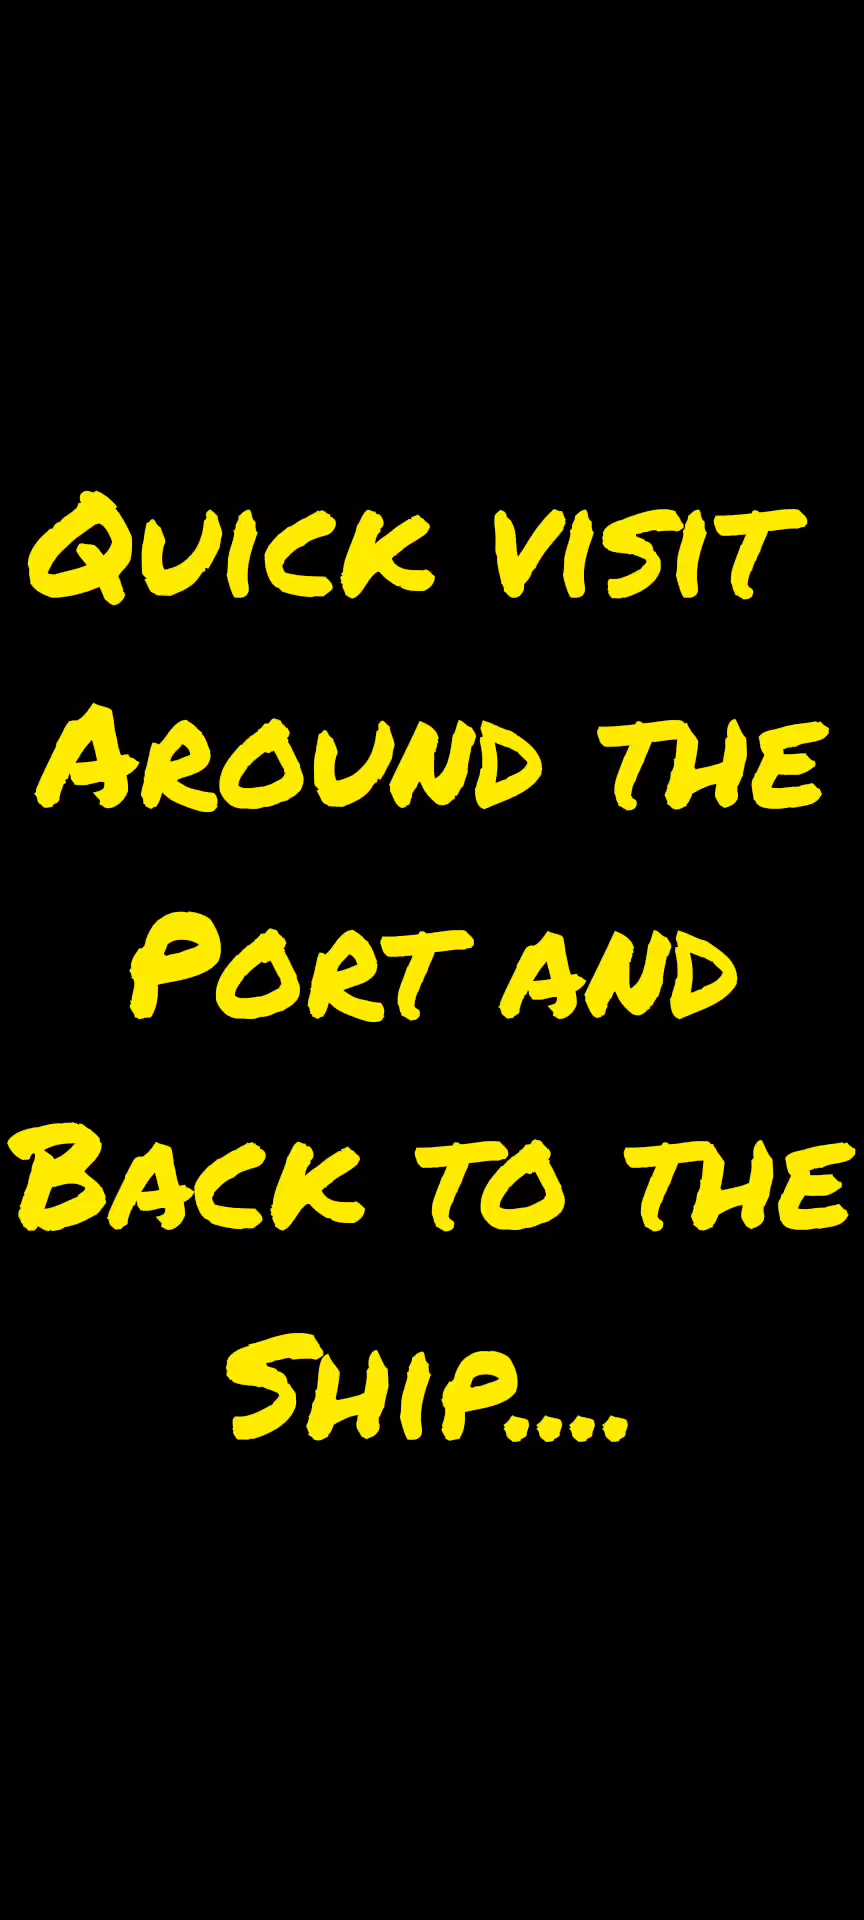 Quick visit
Around the
Port and
Back to the
Ship....